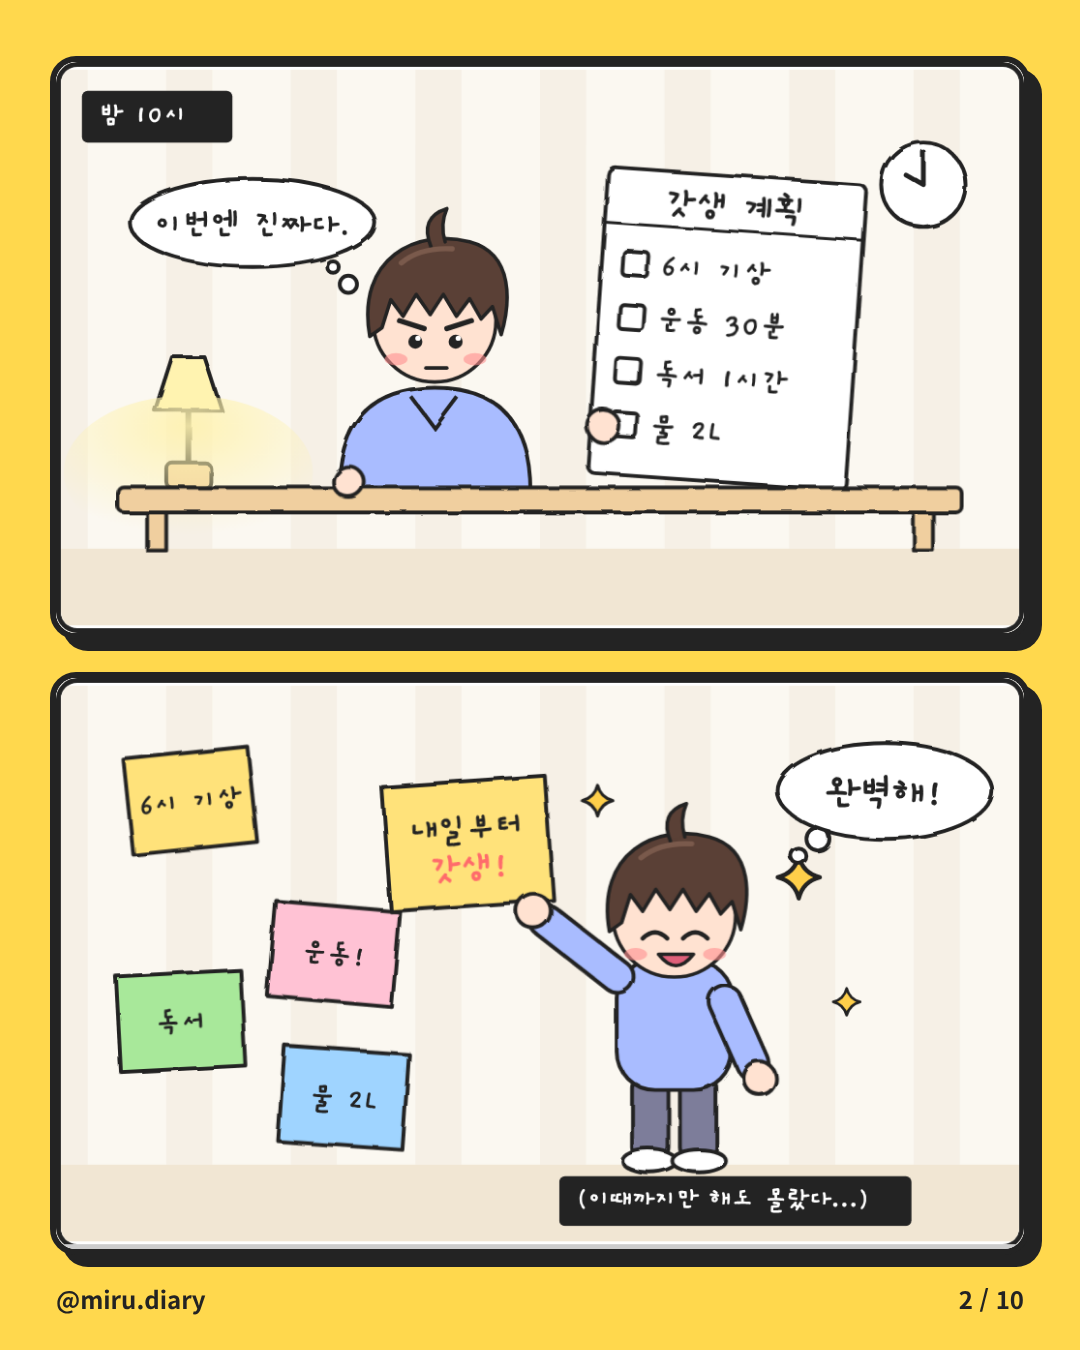 밤 10시
이번엔 진짜다.
갓생 계획
6시 기상
운동 30분
독서 1시간
물 2L
6시 기상
내일부터
갓생!
완벽해!
운동!
독서
물 2L
(이때까지만 해도 몰랐다...)
@miru.diary
2 / 10